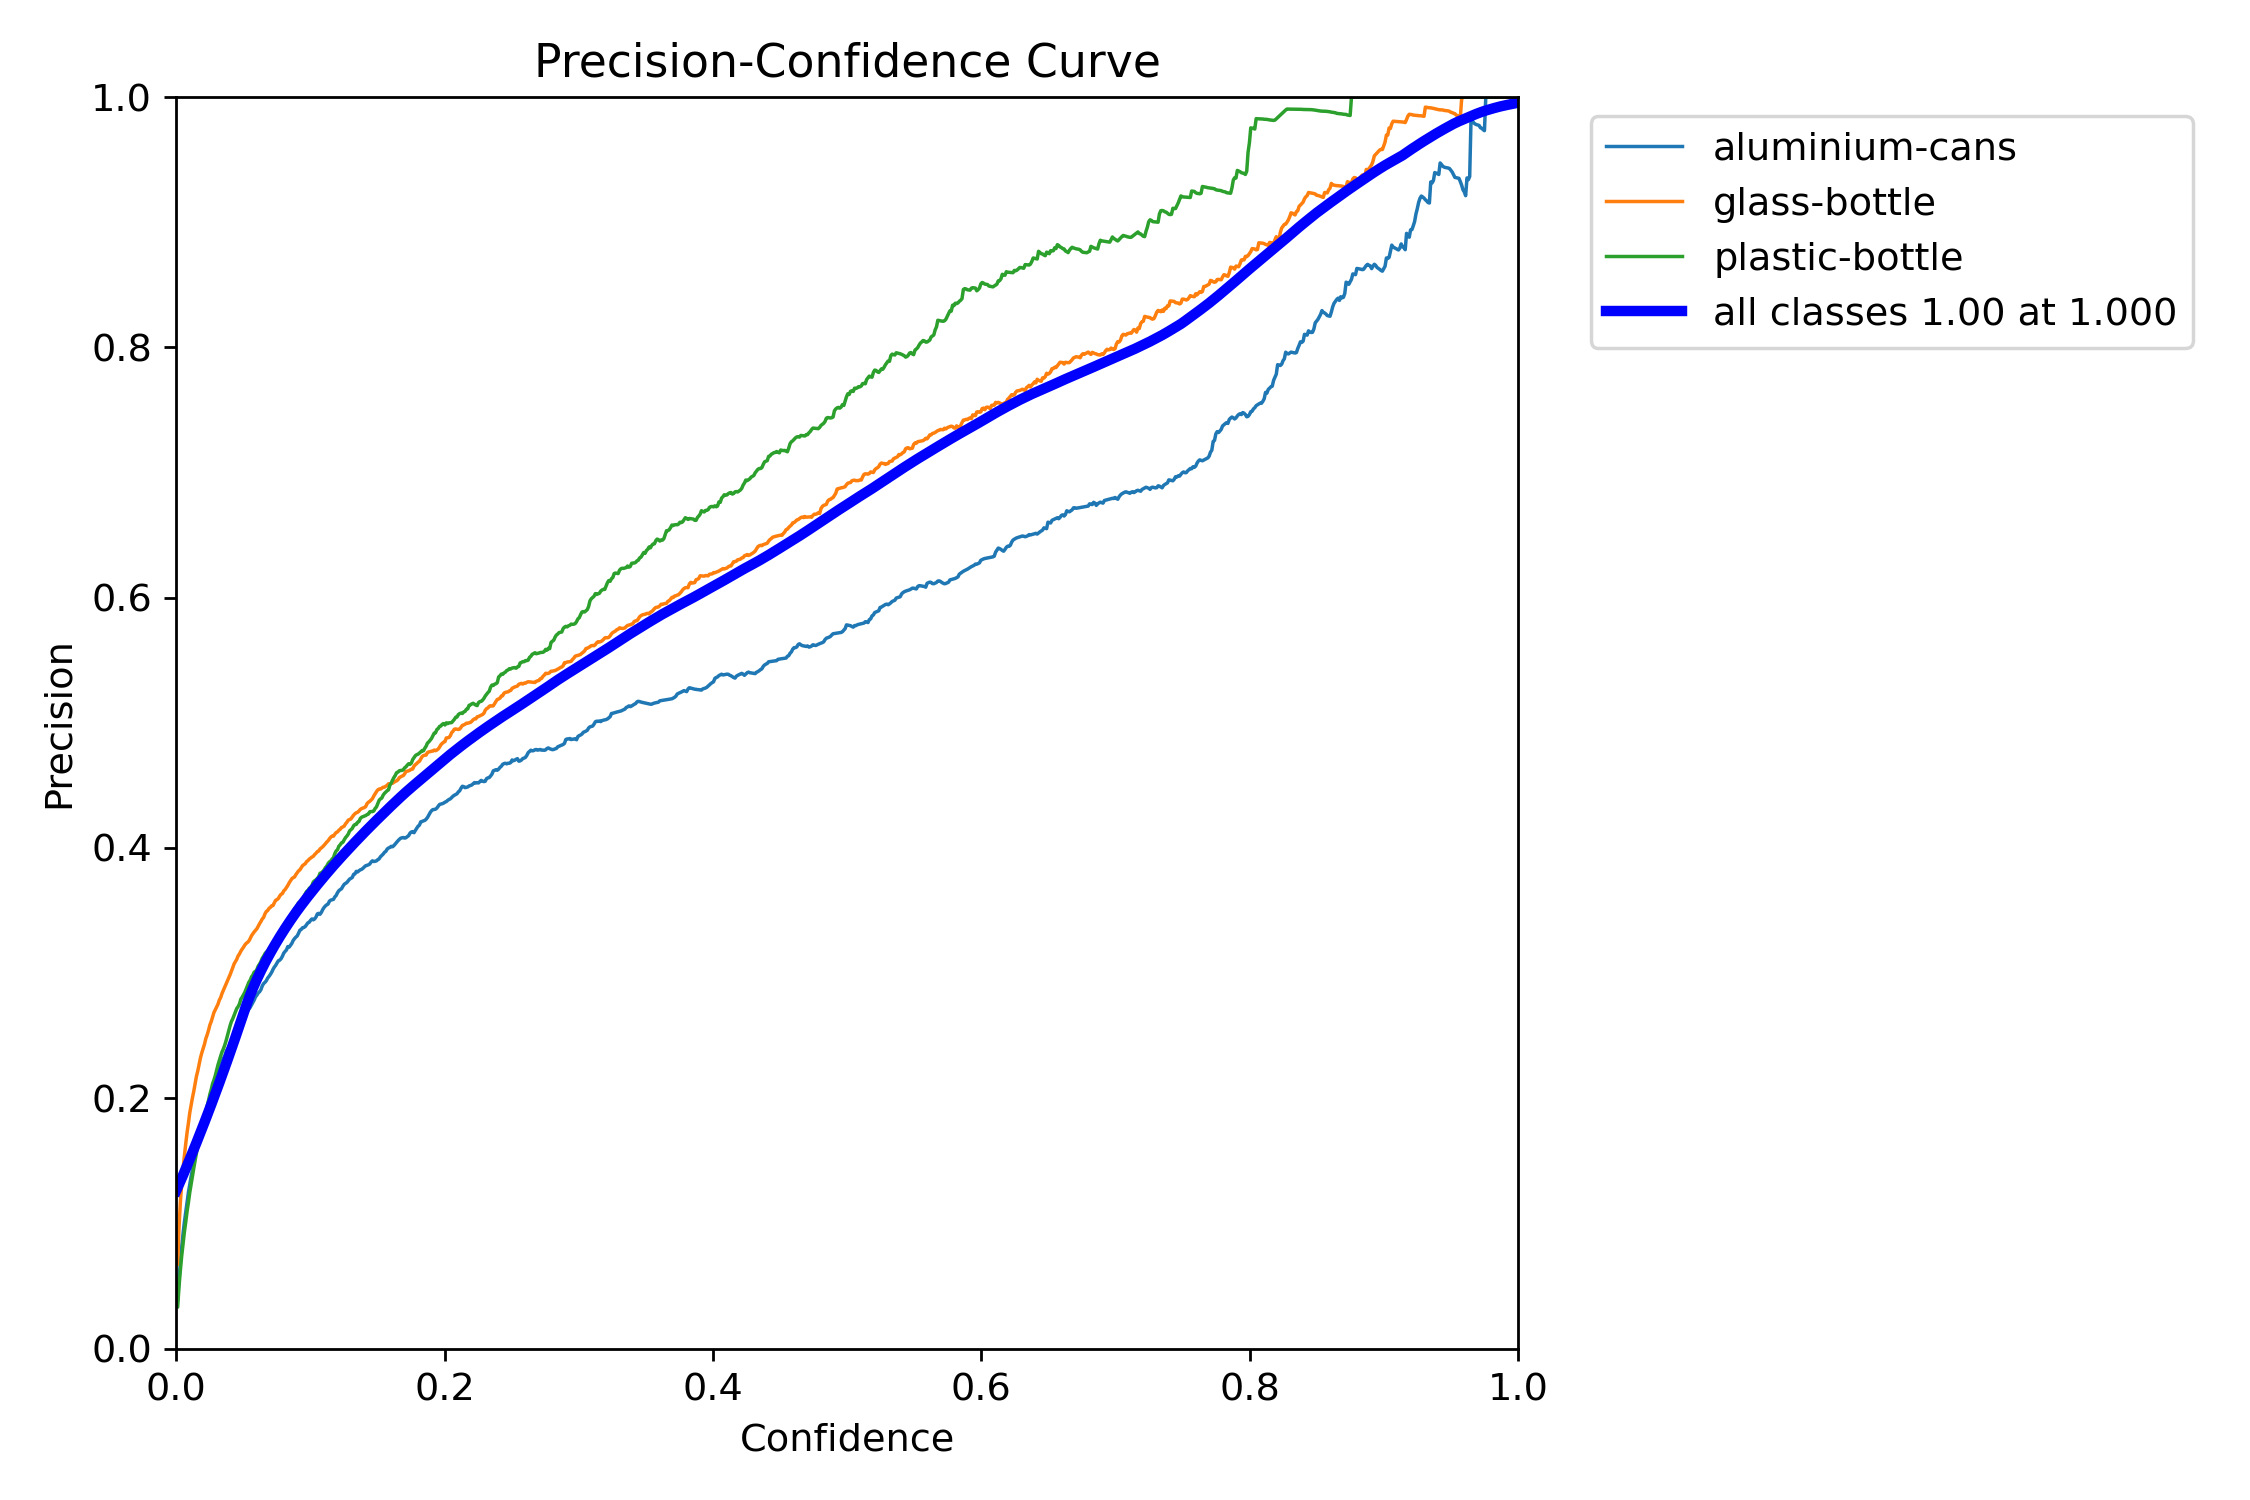 Precision-Confidence Curve
1.0
0.8
0.6
0.4
0.2
0.0
Precision
0.0 0.2 0.4 0.6 0.8 1.0
Confidence
aluminium-cans
glass-bottle
plastic-bottle
all classes 1.00 at 1.000